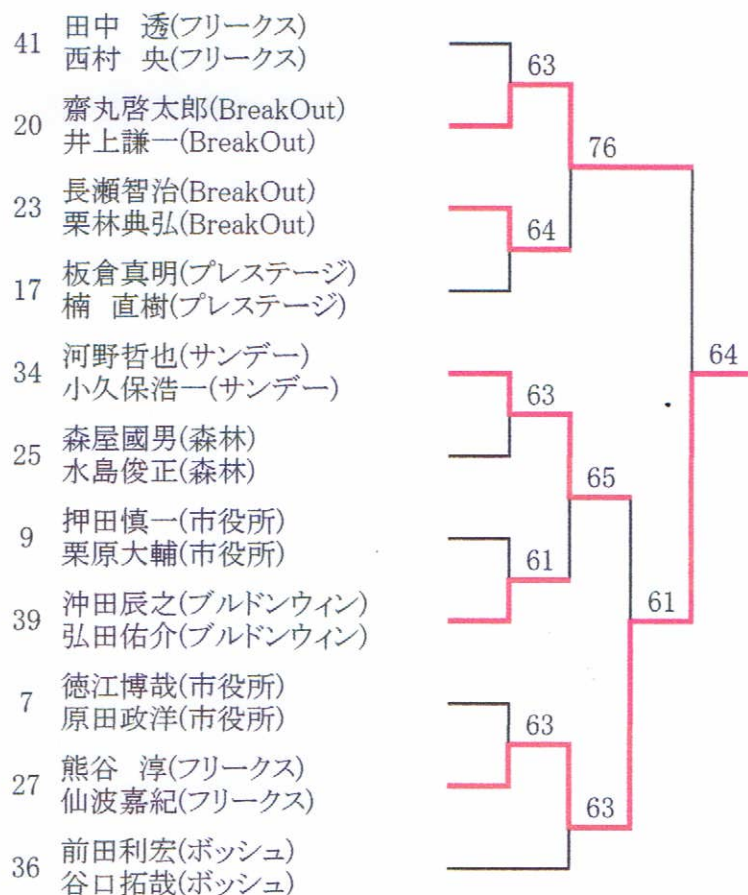 41 田中 透(フリークス)
西村 央(フリークス)
63
20 齋丸啓太郎(BreakOut)
井上謙一(BreakOut)
76
23 長瀬智治(BreakOut)
栗林典弘(BreakOut)
64
17 板倉真明(プレステージ)
楠 直樹(プレステージ)
64
34 河野哲也(サンデー)
小久保浩一(サンデー)
63
25 森屋國男(森林)
水島俊正(森林)
65
9 押田慎一(市役所)
栗原大輔(市役所)
61
39 沖田辰之(ブルドンウィン)
弘田佑介(ブルドンウィン)
61
7 徳江博哉(市役所)
原田政洋(市役所)
63
27 熊谷 淳(フリークス)
仙波嘉紀(フリークス)
63
36 前田利宏(ボッシュ)
谷口拓哉(ボッシュ)